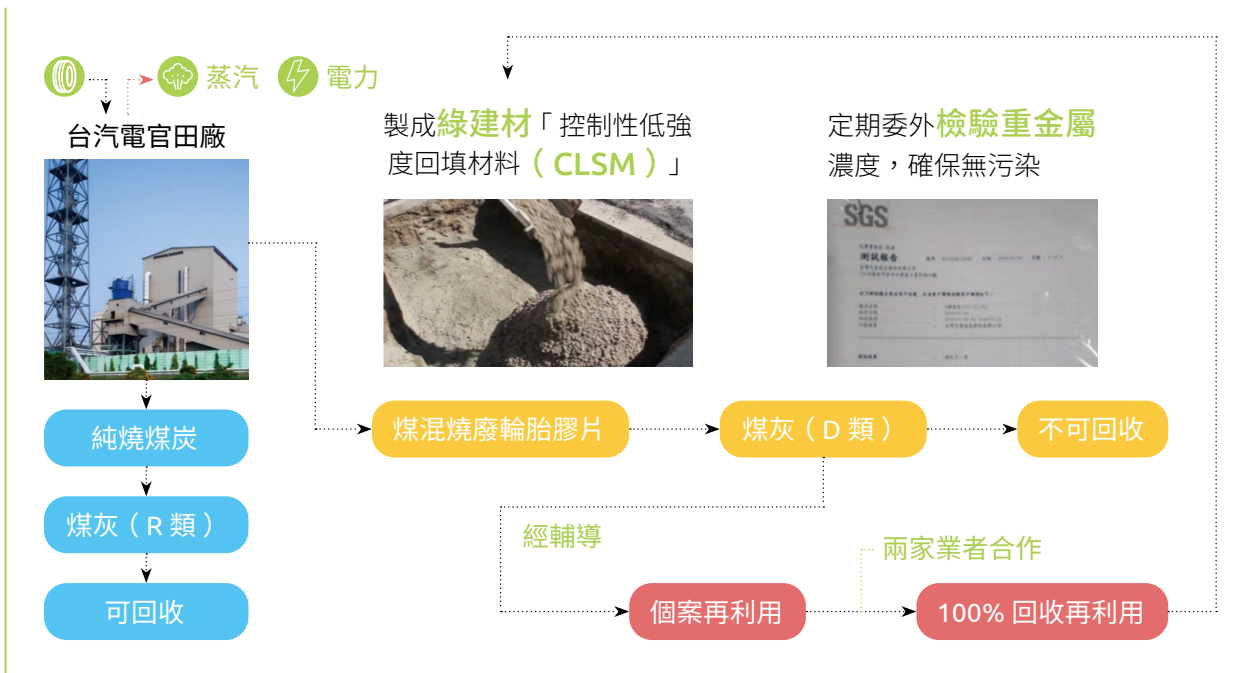 蒸汽 電力
台汽電官田廠
製成綠建材「控制性低強
度回填材料（CLSM）」
定期委外檢驗重金屬
濃度，確保無污染
SGS
測試報告
純燒煤炭
煤混燒廢輪胎膠片
煤灰（D 類）
不可回收
煤灰（R 類）
經輔導
兩家業者合作
可回收
個案再利用
100% 回收再利用